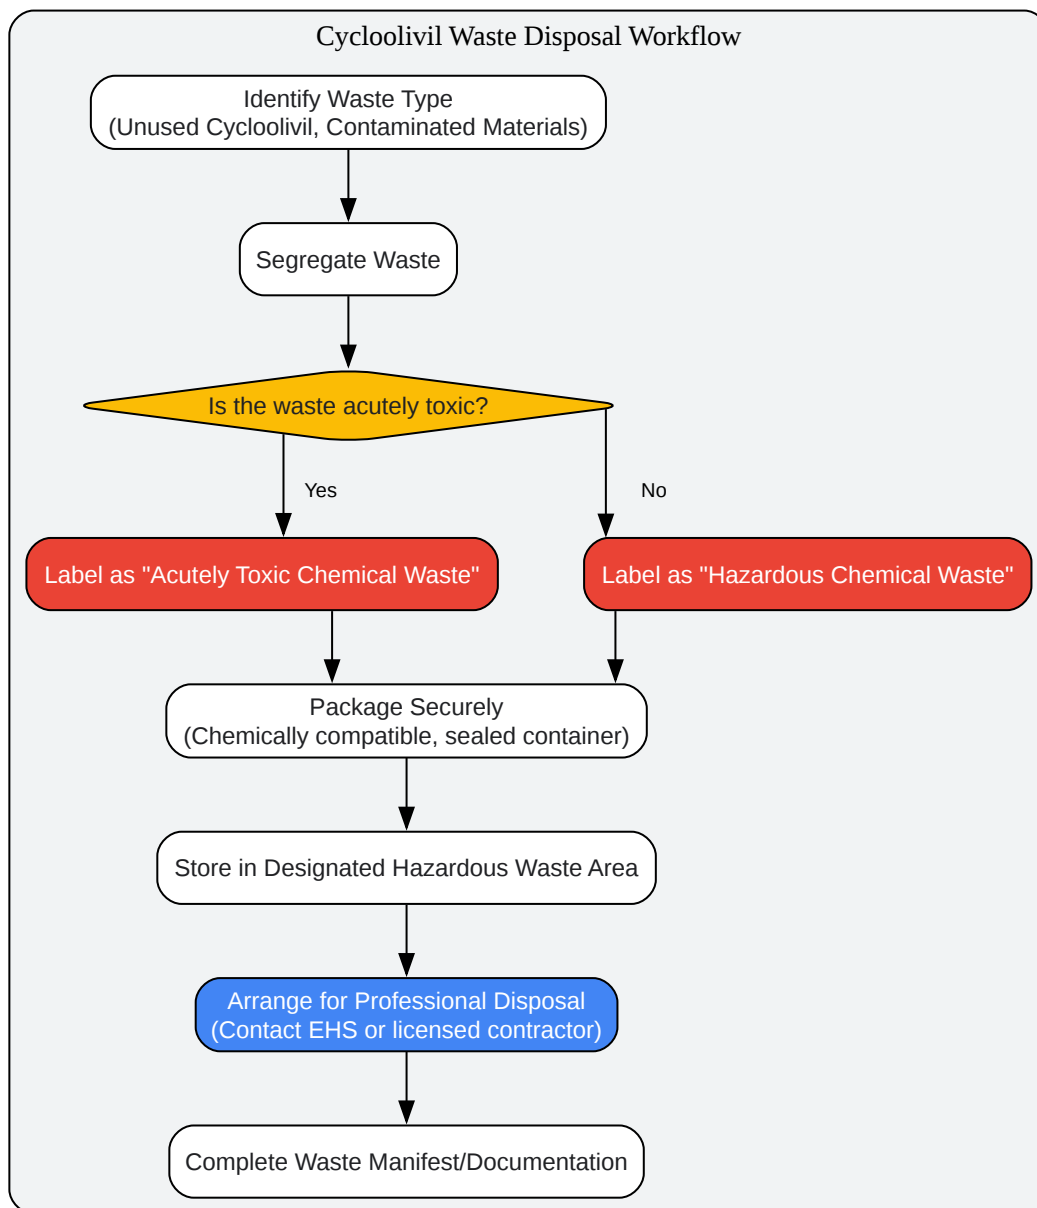 Cycloolivil Waste Disposal Workflow
Identify Waste Type
(Unused Cycloolivil, Contaminated Materials)
Segregate Waste
Is the waste acutely toxic?
Yes
No
Label as "Acutely Toxic Chemical Waste"
Label as "Hazardous Chemical Waste"
Package Securely
(Chemically compatible, sealed container)
Store in Designated Hazardous Waste Area
Arrange for Professional Disposal
(Contact EHS or licensed contractor)
Complete Waste Manifest/Documentation